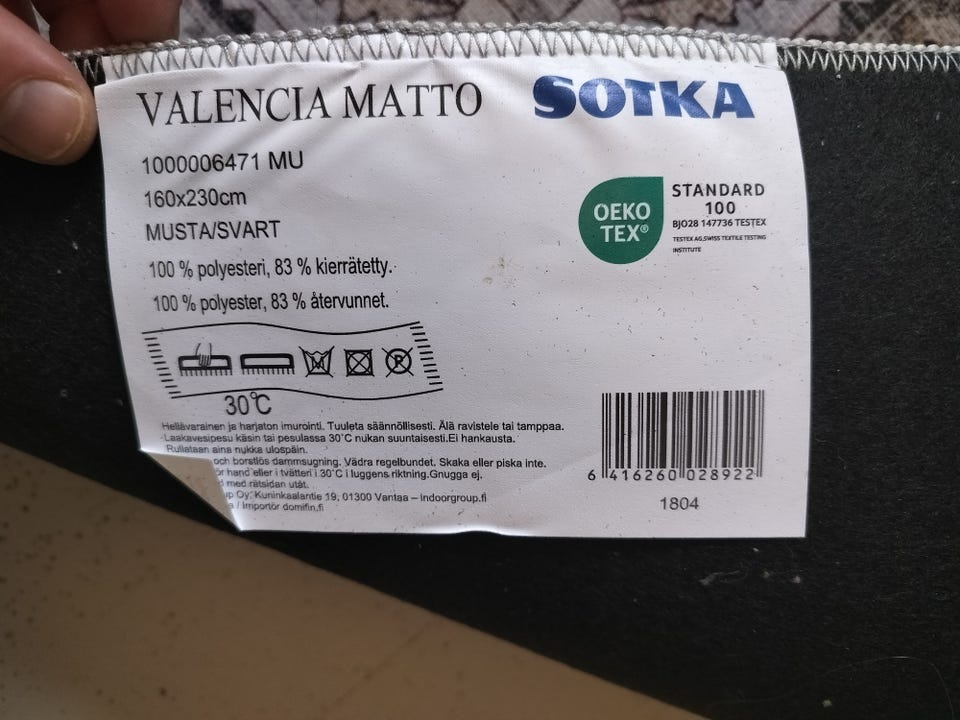 VALENCIA MATTO
SOTKA
1000006471 MU
160x230cm
MUSTA/SVART
100 % polyesteri, 83 % kierrätetty.
100 % polyester, 83 % återvunnet.
OEKO
TEX®
STANDARD
100
BJ028 147736 TESTEX
TESTEX AG,SWISS TEXTILE TESTING
INSTITUTE
30°C
Hellävarainen ja harjaton imurointi. Tuuleta säännöllisesti. Älä ravistele tai tamppaa.
Laakavesipesu käsin tai pesulassa 30°C nukan suuntaisesti.Ei hankausta.
Rullataan aina nukka ulospäin.
och borstlös dammsugning. Vädra regelbundet. Skaka eller piska inte.
hand eller i tvätteri i 30°C i luggens riktning.Gnugga ej.
med rätsidan utåt.
Oy: Kuninkaalantie 19, 01300 Vantaa – indoorgroup.fi
/ Importör domifin.fi
6 416260 028922
1804